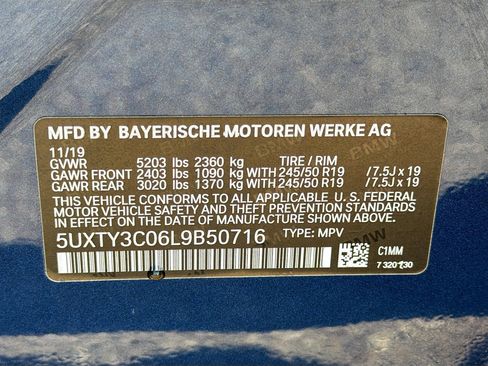 MFD BY BAYERISCHE MOTOREN WERKE AG
11/19
GVWR 5203 lbs 2360 kg TIRE / RIM
GAWR FRONT 2403 lbs 1090 kg WITH 245/50 R19 /7.5J x 19
GAWR REAR 3020 lbs 1370 kg WITH 245/50 R19 /7.5J x 19
THIS VEHICLE CONFORMS TO ALL APPLICABLE U.S. FEDERAL
MOTOR VEHICLE SAFETY AND THEFT PREVENTION STANDARDS
IN EFFECT ON THE DATE OF MANUFACTURE SHOWN ABOVE.
5UXTY3C06L9B50716 TYPE: MPV
C1MM
7 320130